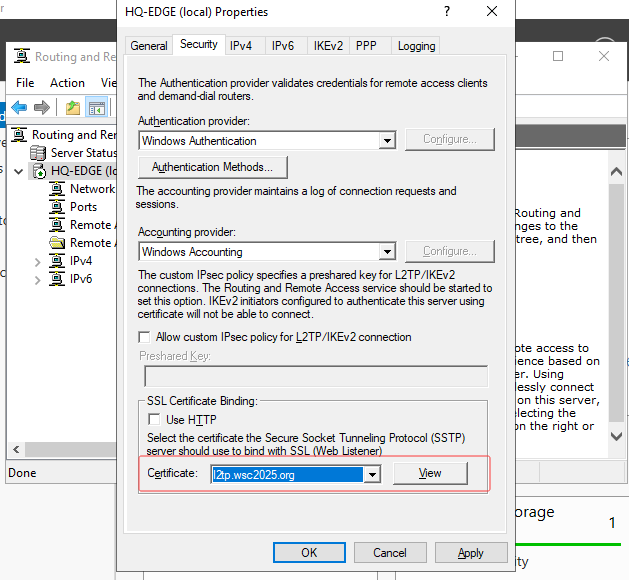 HQ-EDGE (local) Properties
?
Routing and Re
File Action Vie
Routing and Rem
Server Status
HQ-EDGE (lo
Network
Ports
Remote A
Remote A
IPv4
IPv6
Done
General Security IPv4 IPv6 IKEv2 PPP Logging
The Authentication provider validates credentials for remote access clients
and demand-dial routers.
Authentication provider:
Windows Authentication Configure...
Authentication Methods...
The accounting provider maintains a log of connection requests and
sessions.
Accounting provider:
Windows Accounting Configure...
The custom IPsec policy specifies a preshared key for L2TP/IKEv2
connections. The Routing and Remote Access service should be started to
set this option. IKEv2 initiators configured to authenticate this server using
certificate will not be able to connect.
Allow custom IPsec policy for L2TP/IKEv2 connection
Preshared Key:
SSL Certificate Binding:
Use HTTP
Select the certificate the Secure Socket Tunneling Protocol (SSTP)
server should use to bind with SSL (Web Listener)
Certificate: l2tp.wsc2025.org View
OK Cancel Apply
Routing and
nges to the
tree, and then
ote access to
ience based on
er. Using
lessly connect
on this server,
electing the
on the right or
orage
1
ity